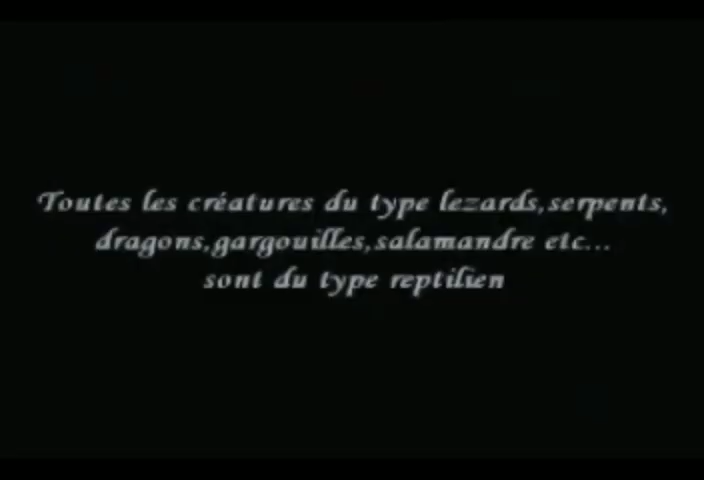 Toutes les créatures du type lezards,serpents,
dragons,gargouilles,salamandre etc...
sont du type reptilien